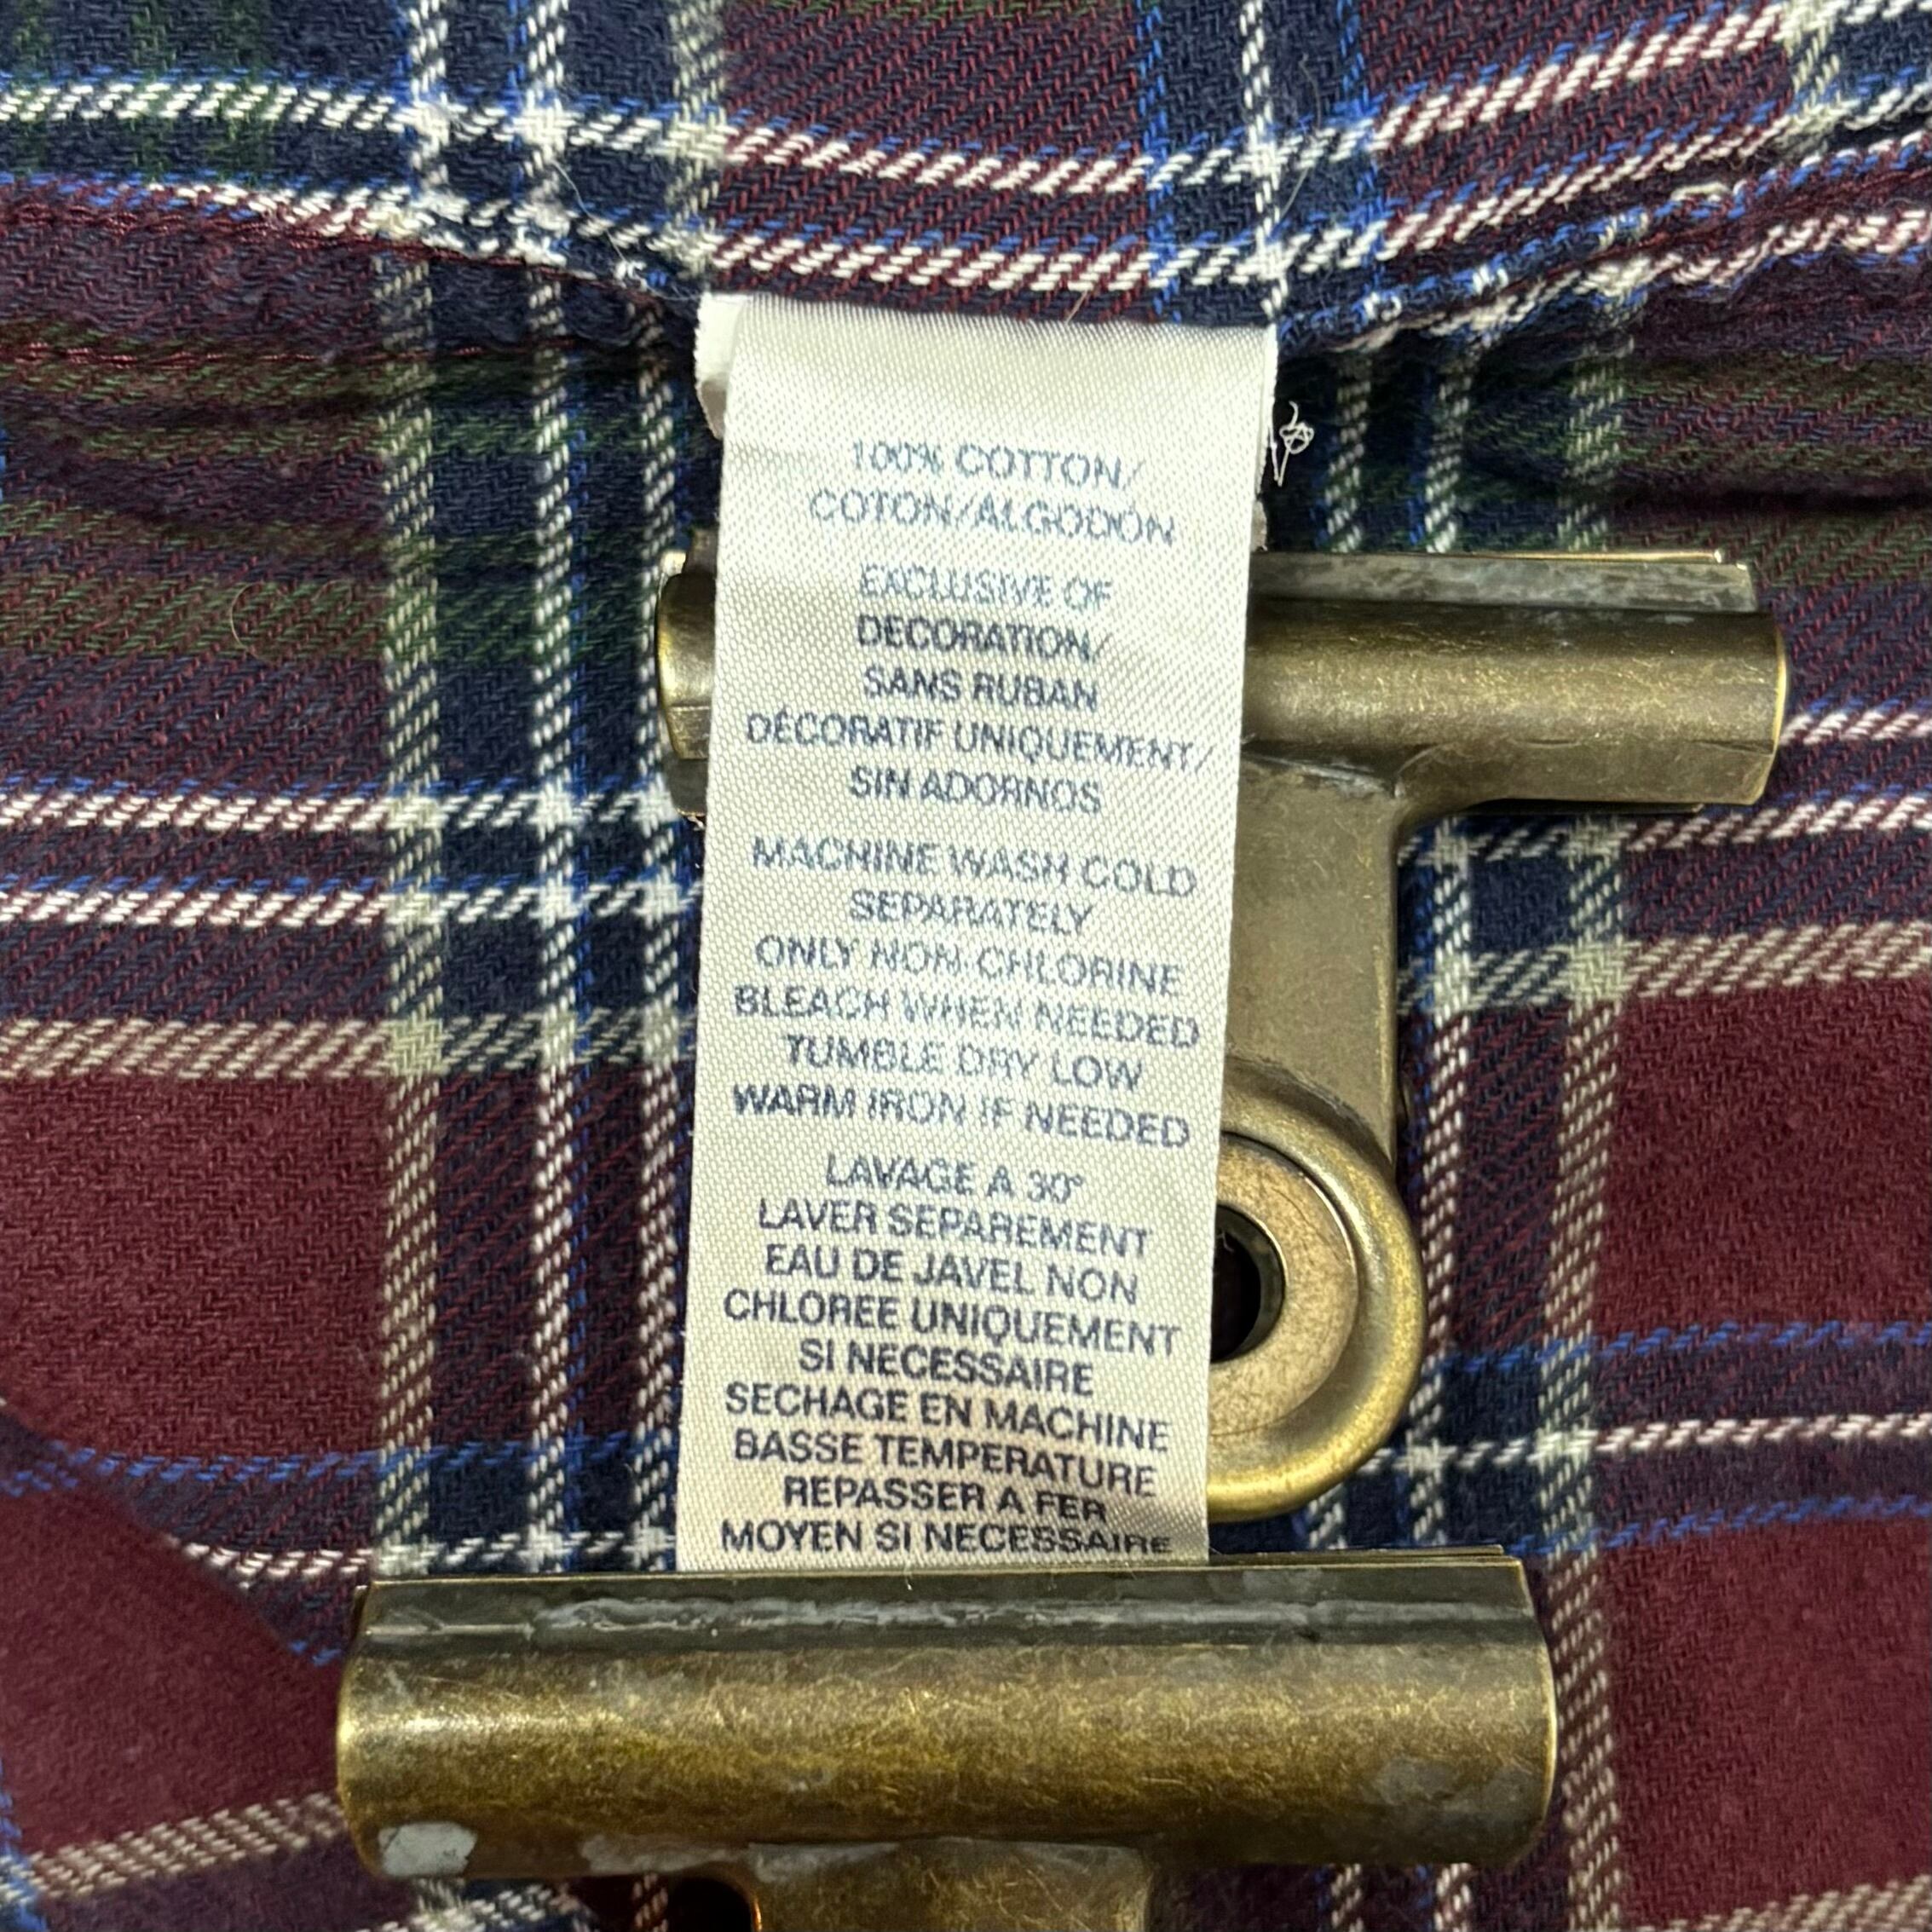 100% COTTON/
COTON/ALGODÓN
EXCLUSIVE OF
DECORATION/
SANS RUBAN
DÉCORATIF UNIQUEMENT/
SIN ADORNOS
MACHINE WASH COLD
SEPARATELY
ONLY NON-CHLORINE
BLEACH WHEN NEEDED
TUMBLE DRY LOW
WARM IRON IF NEEDED
LAVAGE A 30°
LAVER SEPAREMENT
EAU DE JAVEL NON
CHLOREE UNIQUEMENT
SI NECESSAIRE
SECHAGE EN MACHINE
BASSE TEMPERATURE
REPASSER A FER
MOYEN SI NECESSAIRE